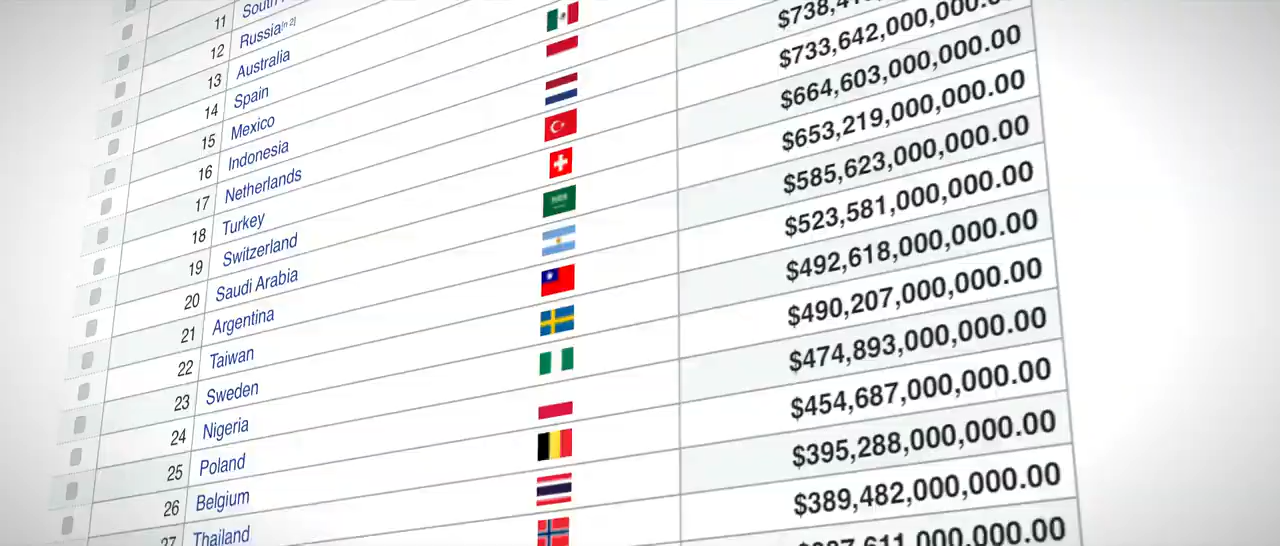 11 South
12 Russia[n 2]
13 Australia
14 Spain
15 Mexico
16 Indonesia
17 Netherlands
18 Turkey $733,642,000,000.00
19 Switzerland $664,603,000,000.00
20 Saudi Arabia $653,219,000,000.00
21 Argentina $585,623,000,000.00
22 Taiwan $523,581,000,000.00
23 Sweden $492,618,000,000.00
24 Nigeria $490,207,000,000.00
25 Poland $474,893,000,000.00
26 Belgium $454,687,000,000.00
27 Thailand $395,288,000,000.00
$389,482,000,000.00